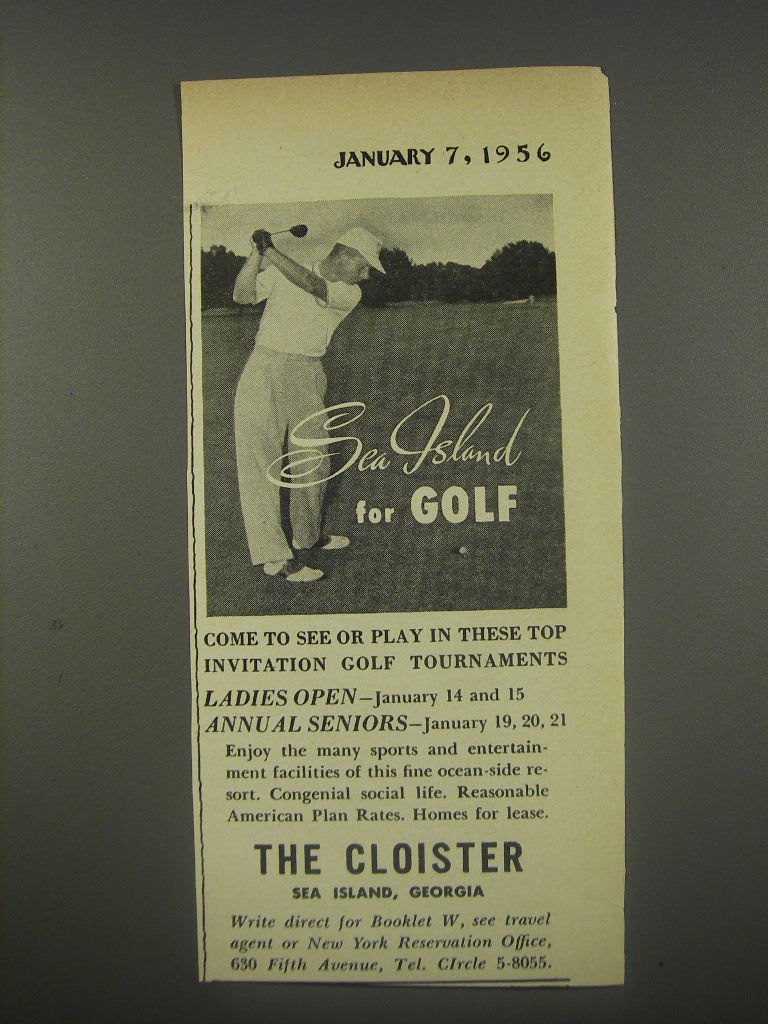 JANUARY 7, 1956
Sea Island
for GOLF
COME TO SEE OR PLAY IN THESE TOP
INVITATION GOLF TOURNAMENTS
LADIES OPEN—January 14 and 15
ANNUAL SENIORS—January 19, 20, 21
Enjoy the many sports and entertain-
ment facilities of this fine ocean-side re-
sort. Congenial social life. Reasonable
American Plan Rates. Homes for lease.
THE CLOISTER
SEA ISLAND, GEORGIA
Write direct for Booklet W, see travel
agent or New York Reservation Office,
630 Fifth Avenue, Tel. CIrcle 5-8055.